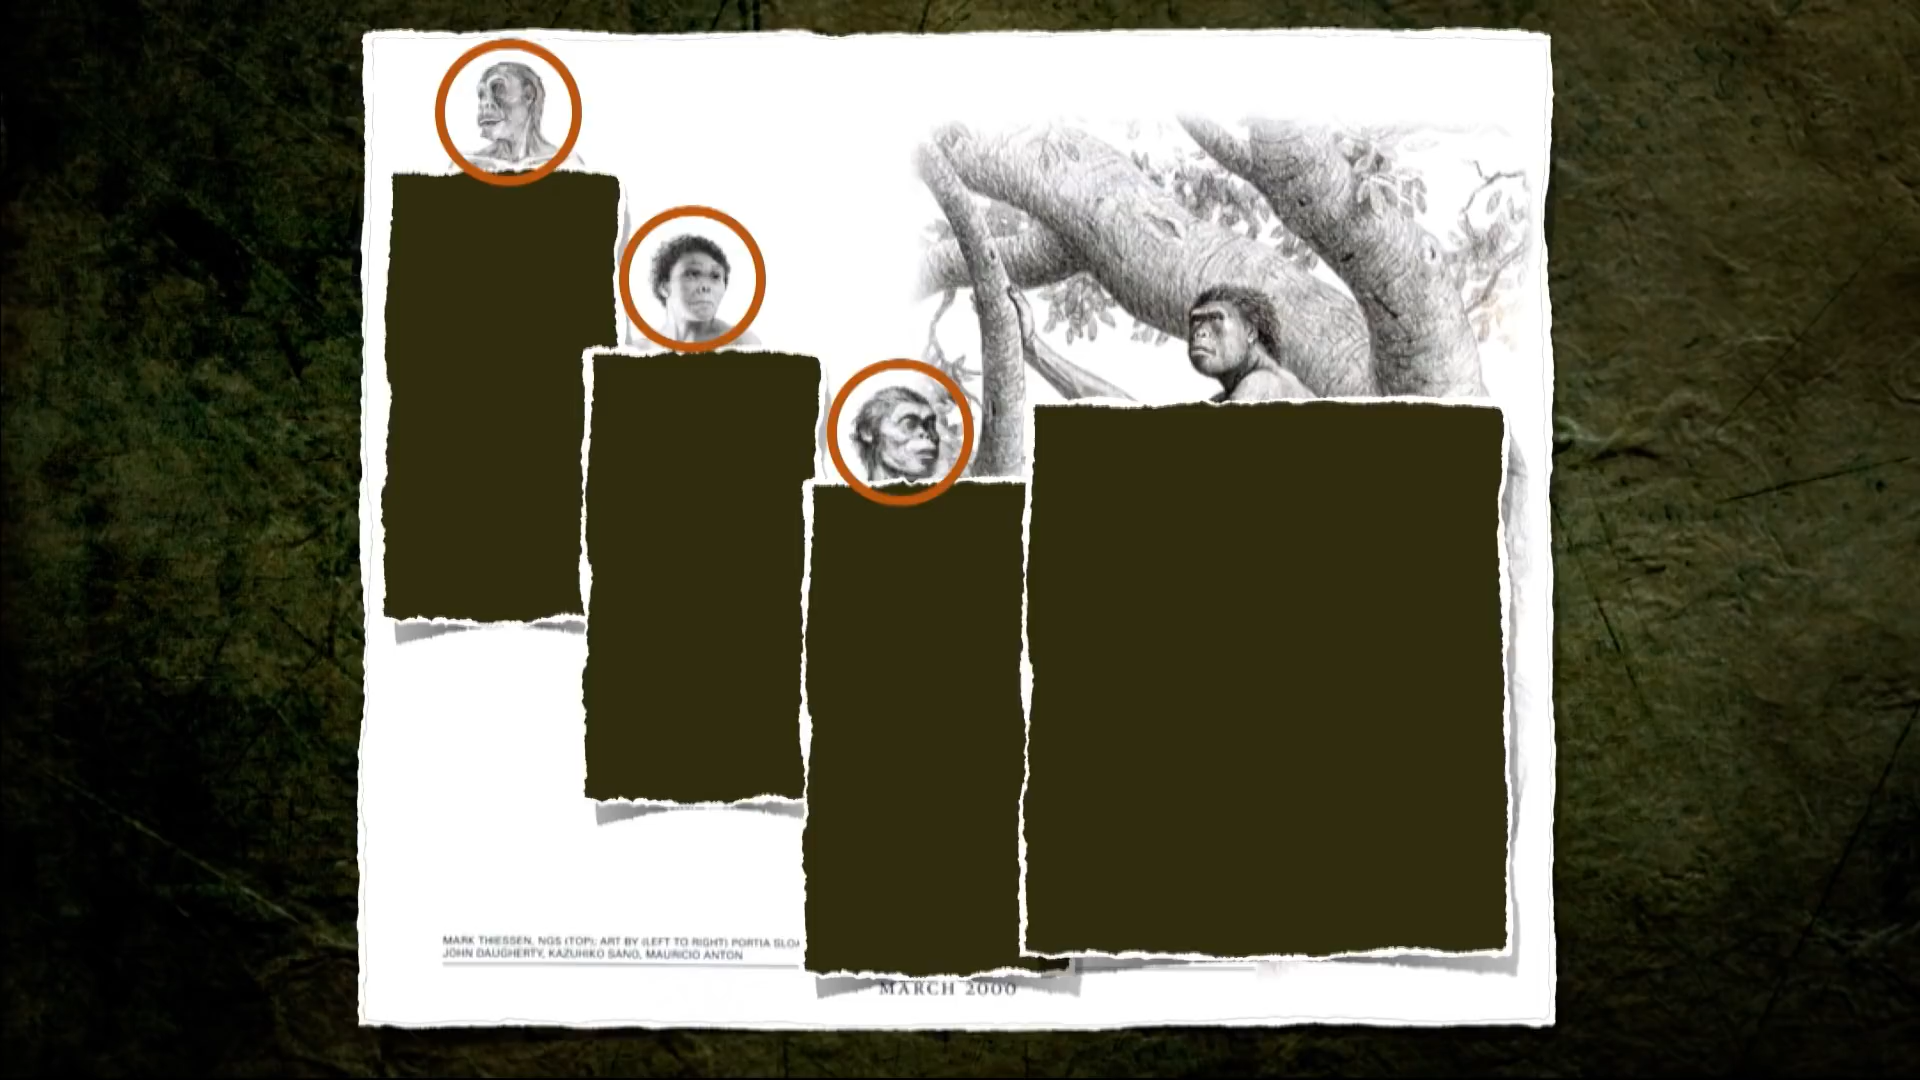 MARK THIESSEN, NGS (TOP); ART BY (LEFT TO RIGHT) PORTIA
JOHN DAUGHERTY, KAZUHIKO SANO, MAURICIO ANTON
MARCH 2000